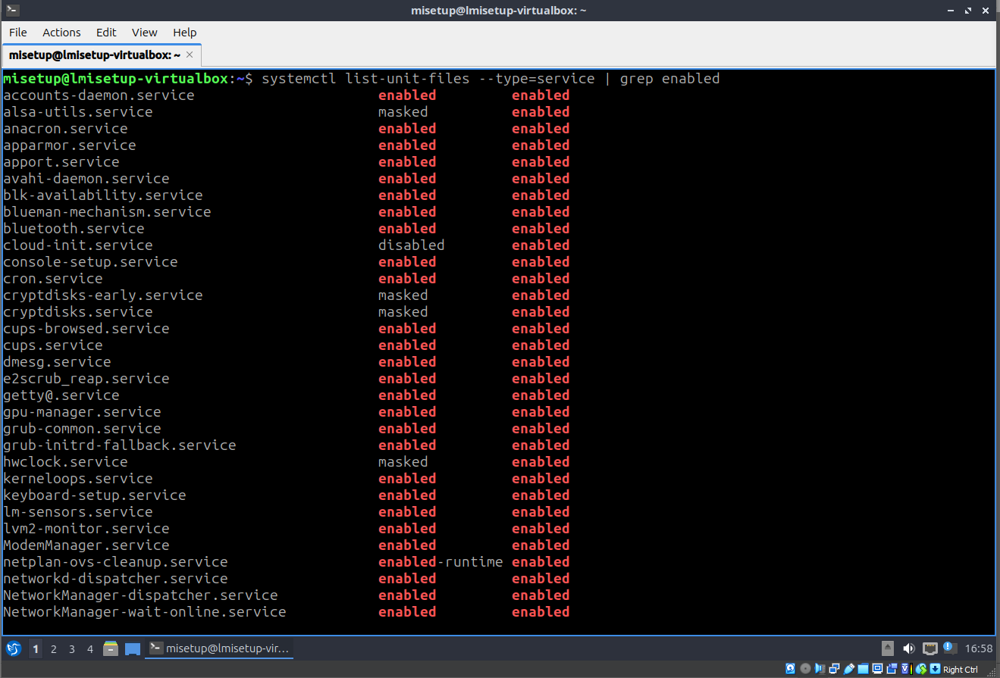 misetup@lmisetup-virtualbox: ~
File Actions Edit View Help
misetup@lmisetup-virtualbox: ~
misetup@lmisetup-virtualbox:~$ systemctl list-unit-files --type=service | grep enabled
accounts-daemon.service enabled enabled
alsa-utils.service masked enabled
anacron.service enabled enabled
apparmor.service enabled enabled
apport.service enabled enabled
avahi-daemon.service enabled enabled
blk-availability.service enabled enabled
blueman-mechanism.service enabled enabled
bluetooth.service enabled enabled
cloud-init.service disabled enabled
console-setup.service enabled enabled
cron.service enabled enabled
cryptdisks-early.service masked enabled
cryptdisks.service masked enabled
cups-browsed.service enabled enabled
cups.service enabled enabled
dmesg.service enabled enabled
e2scrub_reap.service enabled enabled
getty@.service enabled enabled
gpu-manager.service enabled enabled
grub-common.service enabled enabled
grub-initrd-fallback.service enabled enabled
hwclock.service masked enabled
kerneloops.service enabled enabled
keyboard-setup.service enabled enabled
lm-sensors.service enabled enabled
lvm2-monitor.service enabled enabled
ModemManager.service enabled enabled
netplan-ovs-cleanup.service enabled-runtime enabled
networkd-dispatcher.service enabled enabled
NetworkManager-dispatcher.service enabled enabled
NetworkManager-wait-online.service enabled enabled
1 2 3 4 misetup@lmisetup-vir... 16:58
Right Ctrl